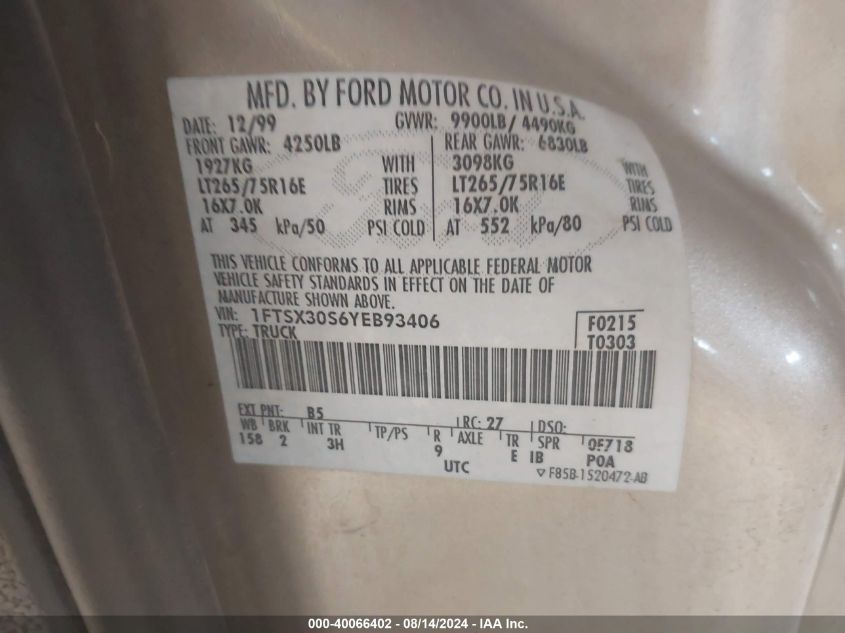 MFD. BY FORD MOTOR CO. IN U.S.A.
DATE: 12/99 GVWR: 9900LB/ 4490KG
FRONT GAWR: 4250LB REAR GAWR: 6830LB
1927KG WITH 3098KG WITH
LT265/75R16E TIRES LT265/75R16E TIRES
16X7.0K RIMS 16X7.0K RIMS
AT 345 kPa/50 PSI COLD AT 552 kPa/80 PSI COLD
THIS VEHICLE CONFORMS TO ALL APPLICABLE FEDERAL MOTOR
VEHICLE SAFETY STANDARDS IN EFFECT ON THE DATE OF
MANUFACTURE SHOWN ABOVE.
VIN: 1FTSX30S6YEB93406 F0215
TYPE: TRUCK T0303
EXT PNT: B5 RC: 27 DSO:
WB BRK INT TR TP/PS R AXLE TR SPR 0F718
158 2 3H 9 E IB P0A
UTC F85B-1520472-AB
000-40066402 - 08/14/2024 - IAA Inc.